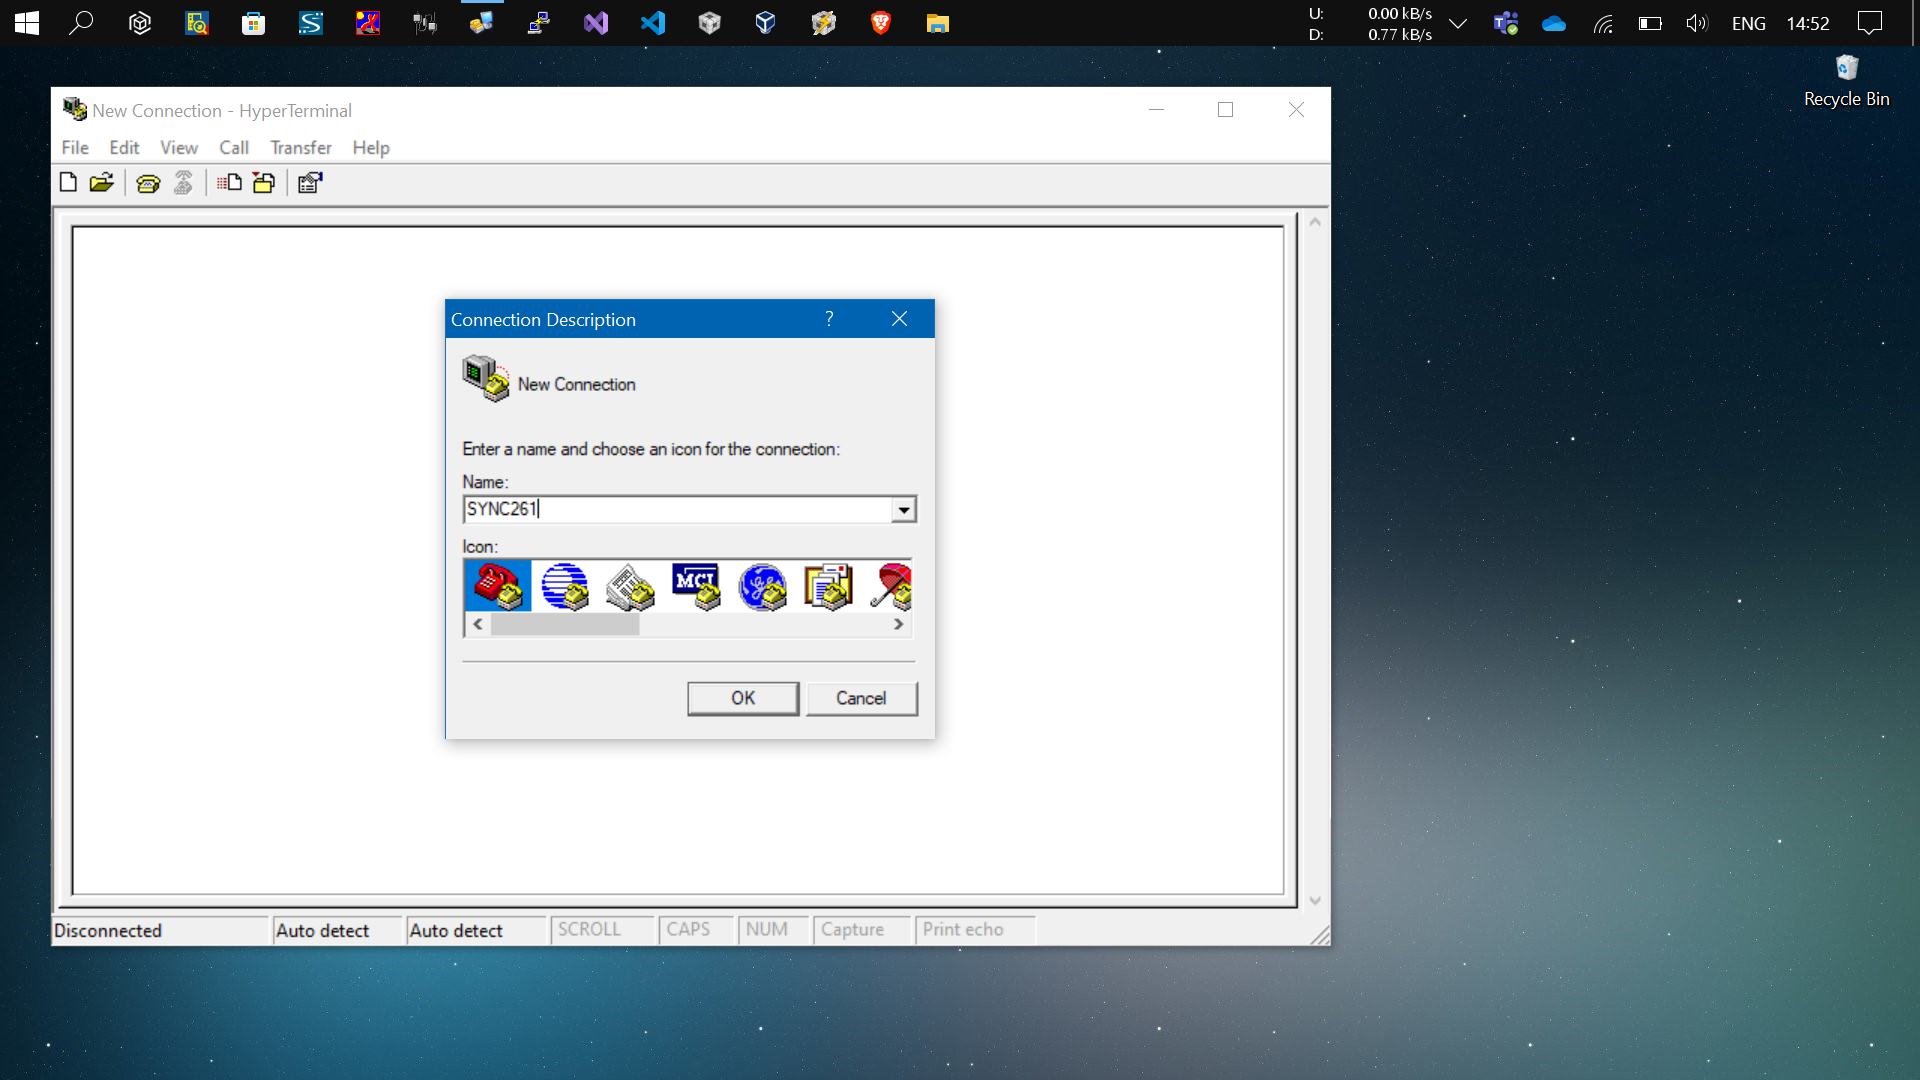 U: 0.00 kB/s
D: 0.77 kB/s
ENG 14:52
Recycle Bin
New Connection - HyperTerminal
File Edit View Call Transfer Help
Connection Description ?
New Connection
Enter a name and choose an icon for the connection:
Name:
SYNC261
Icon:
MCI
OK Cancel
Disconnected Auto detect Auto detect SCROLL CAPS NUM Capture Print echo